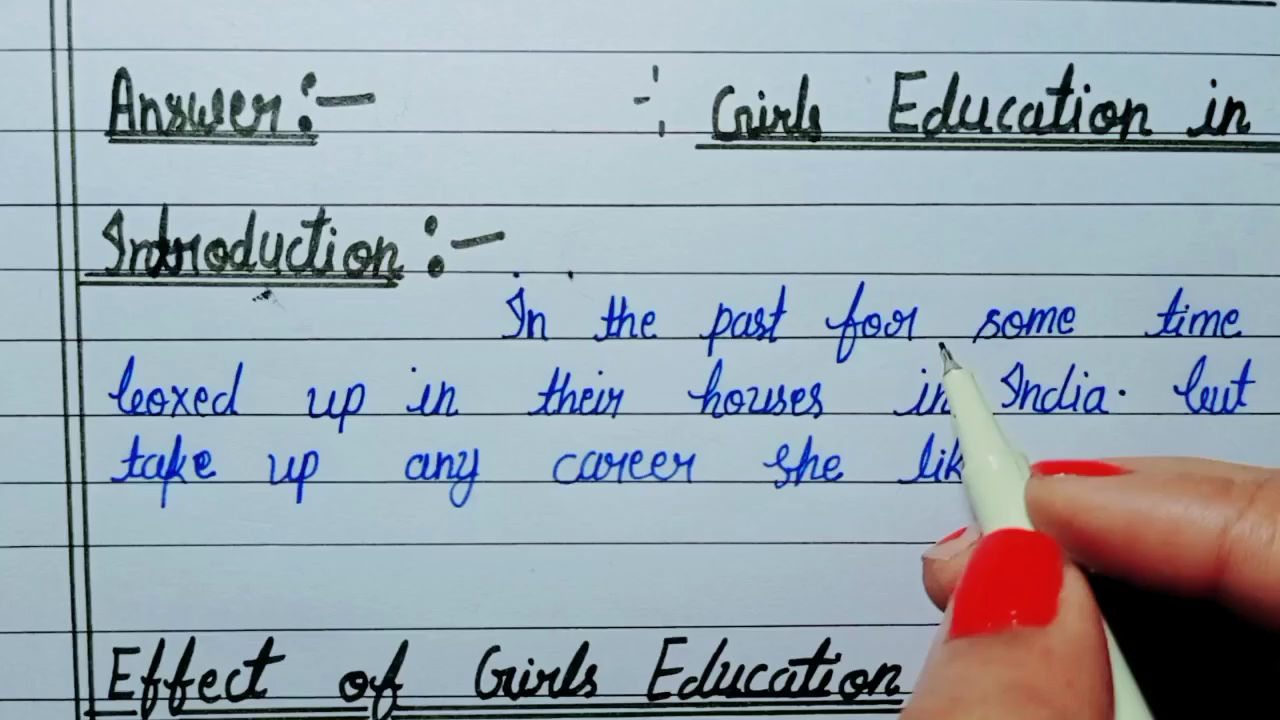 Answer:- -: Girls Education in
Introduction :-
In the past for some time
boxed up in their houses in India. but
take up any career she lik
Effect of Girls Education